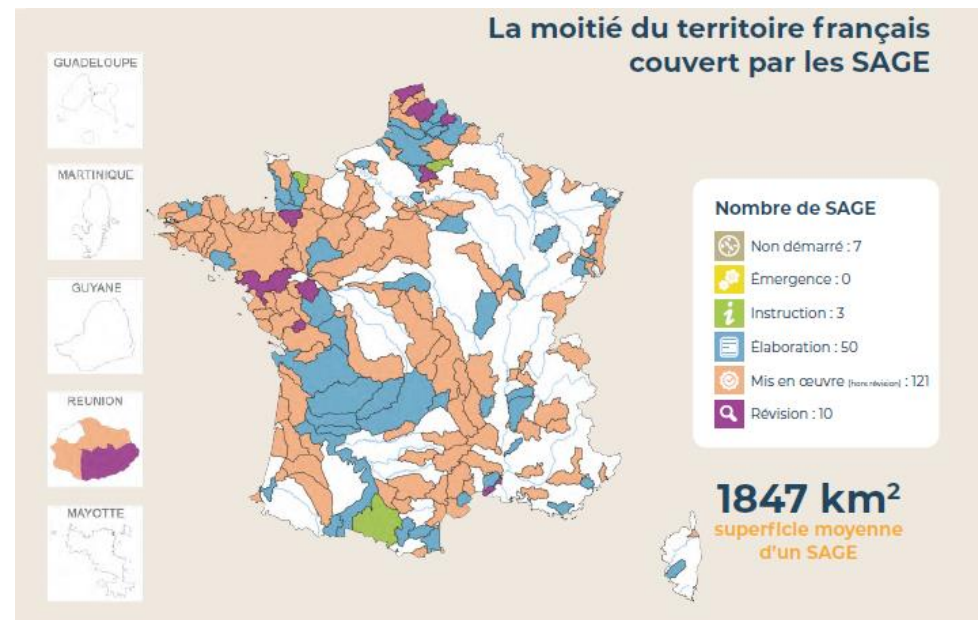 La moitié du territoire français
couvert par les SAGE
GUADELOUPE
MARTINIQUE
GUYANE
REUNION
MAYOTTE
Nombre de SAGE
Non démarré : 7
Émergence : 0
Instruction : 3
Élaboration : 50
Mis en œuvre (hors révision) : 121
Révision : 10
1847 km²
superficie moyenne
d'un SAGE